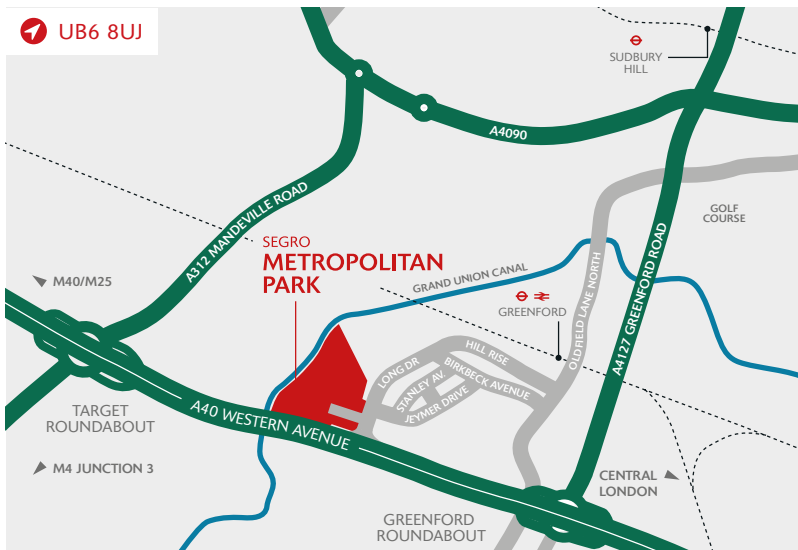 UB6 8UJ
SUDBURY
HILL
A4090
A312 MANDEVILLE ROAD
GOLF
COURSE
SEGRO
METROPOLITAN
PARK
M40/M25
GRAND UNION CANAL
GREENFORD
OLDFIELD LANE NORTH
A4127 GREENFORD ROAD
HILL RISE
LONG DR
BIRKBECK AVENUE
STANLEY AV.
JEYMER DRIVE
TARGET
ROUNDABOUT
A40 WESTERN AVENUE
M4 JUNCTION 3
CENTRAL
LONDON
GREENFORD
ROUNDABOUT